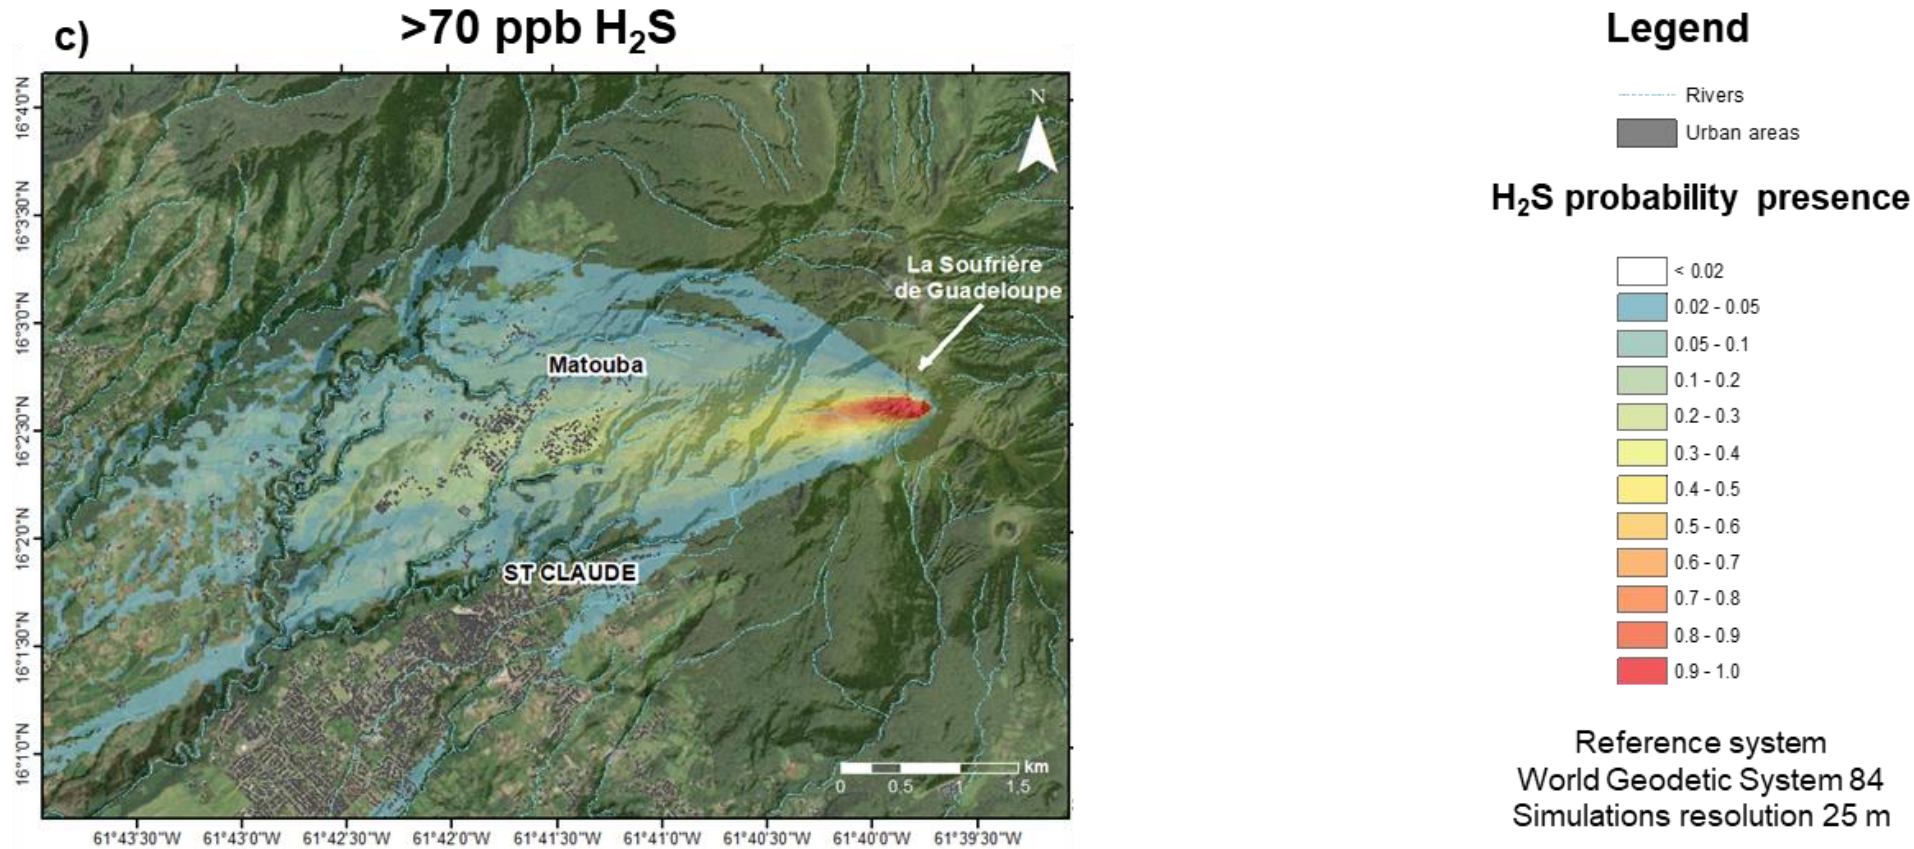 c)
>70 ppb H₂S
Legend
Rivers
Urban areas
H₂S probability presence
< 0.02
0.02 - 0.05
0.05 - 0.1
0.1 - 0.2
0.2 - 0.3
0.3 - 0.4
0.4 - 0.5
0.5 - 0.6
0.6 - 0.7
0.7 - 0.8
0.8 - 0.9
0.9 - 1.0
Reference system
World Geodetic System 84
Simulations resolution 25 m
N
La Soufrière
de Guadeloupe
Matouba
ST CLAUDE
km
0 0.5 1 1.5
16°4'0"N
16°3'30"N
16°3'0"N
16°2'30"N
16°2'0"N
16°1'30"N
16°1'0"N
61°43'30"W 61°43'0"W 61°42'30"W 61°42'0"W 61°41'30"W 61°41'0"W 61°40'30"W 61°40'0"W 61°39'30"W